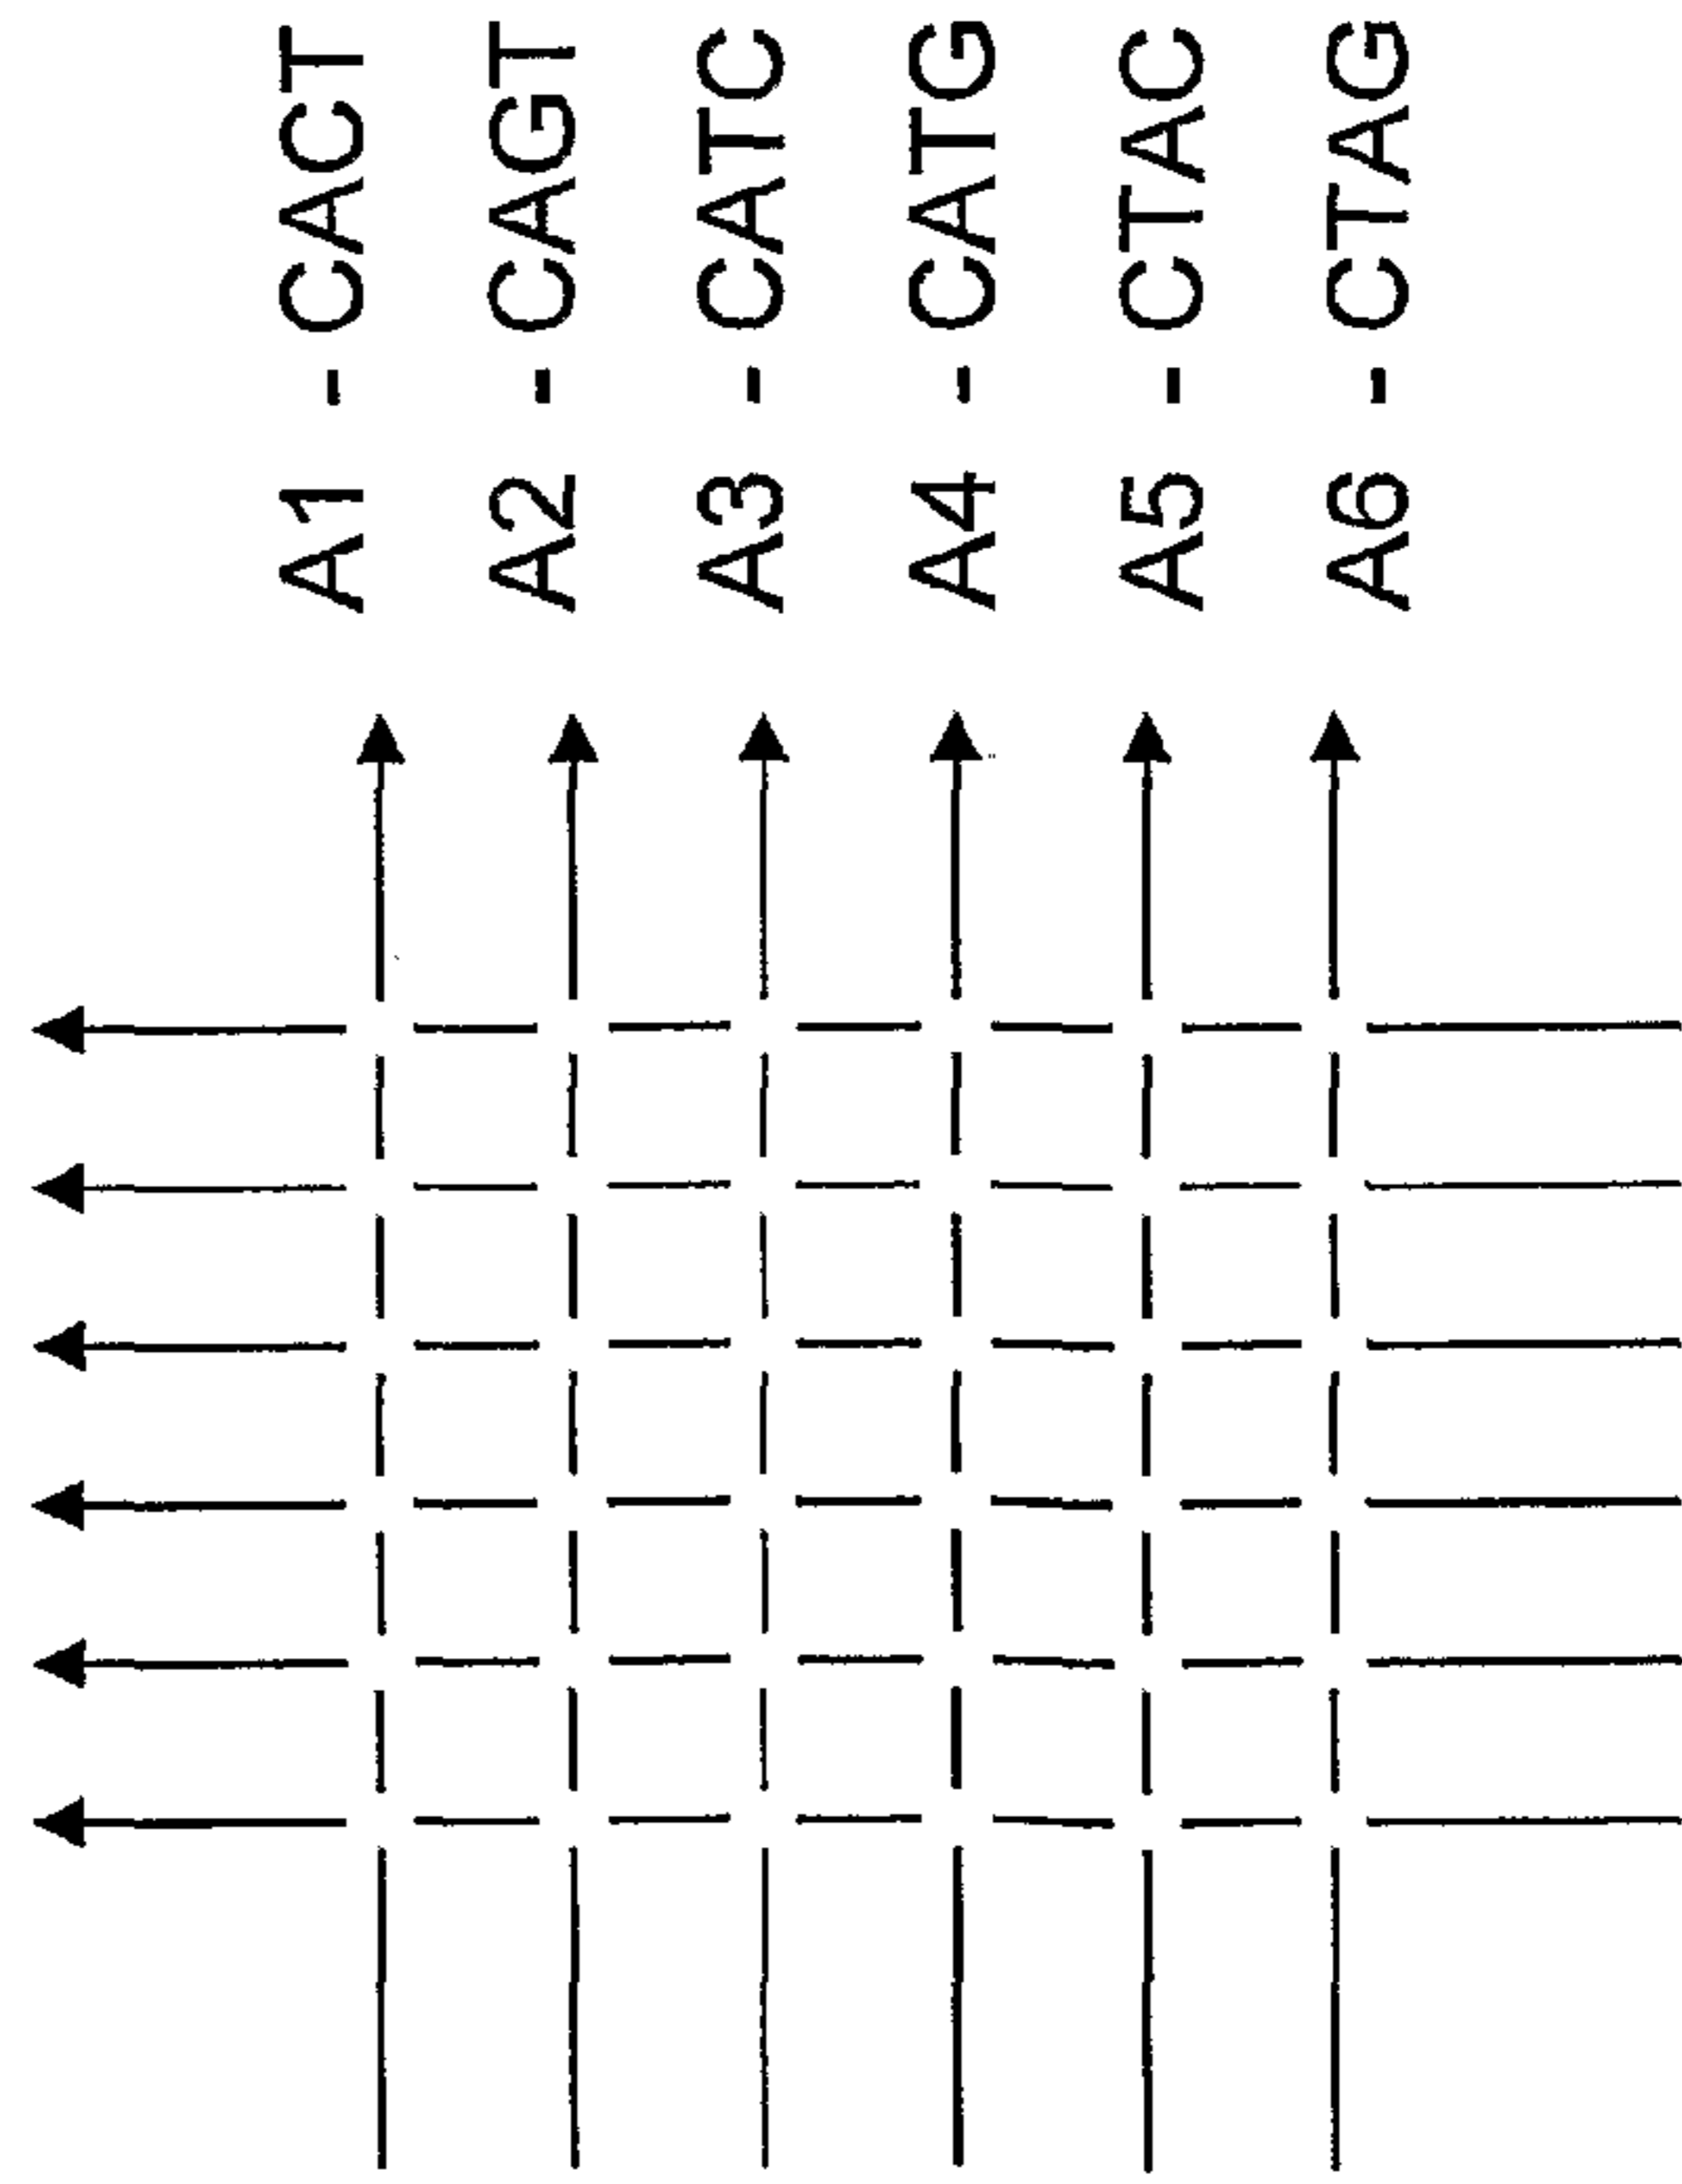 A1 - CACT
A2 - CAGT
A3 - CATC
A4 - CATG
A5 - CTAC
A6 - CTAG